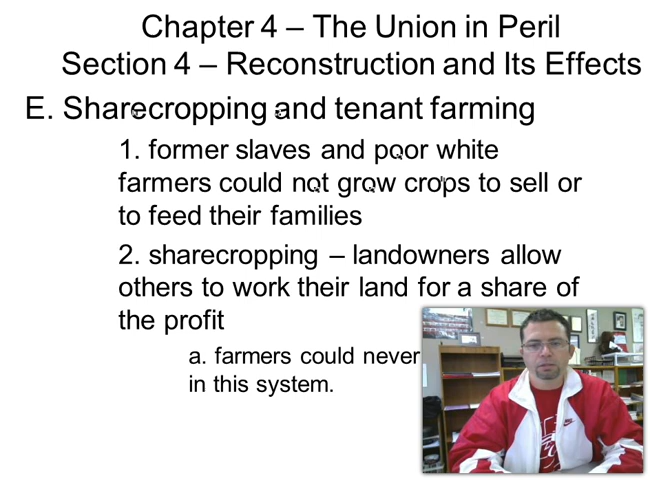 Chapter 4 – The Union in Peril
Section 4 – Reconstruction and Its Effects
E. Sharecropping and tenant farming
1. former slaves and poor white
farmers could not grow crops to sell or
to feed their families
2. sharecropping – landowners allow
others to work their land for a share of
the profit
a. farmers could never
in this system.